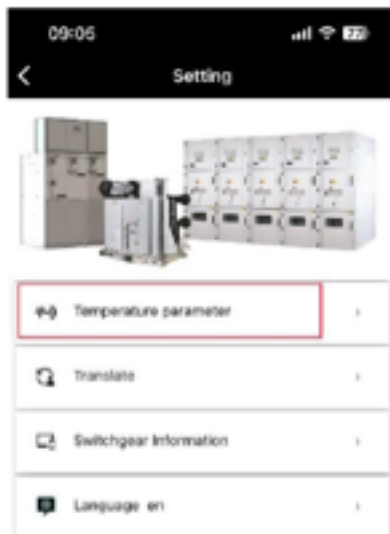 09:05
Setting
Temperature parameter
Translate
Switchgear Information
Language en